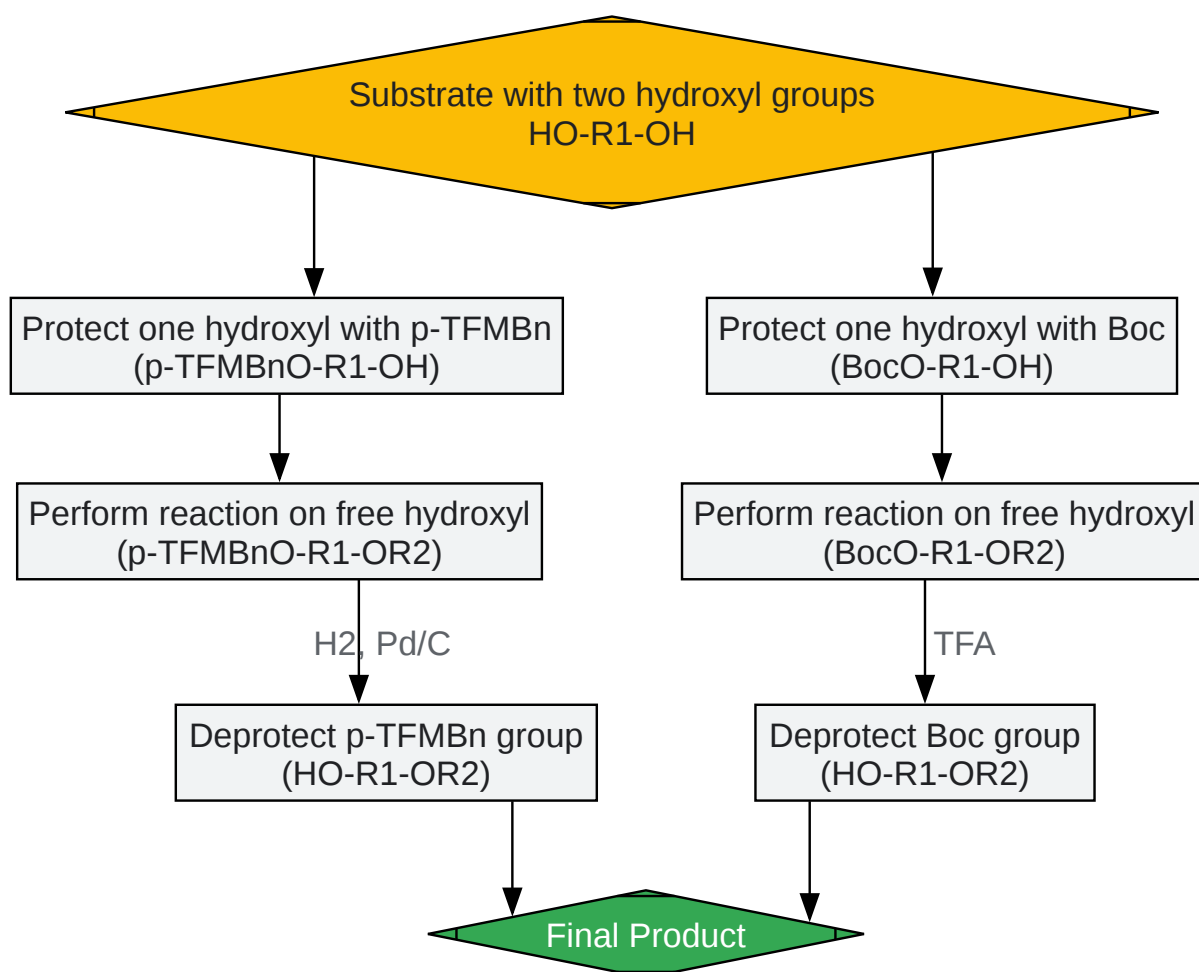 Substrate with two hydroxyl groups
HO-R1-OH
Protect one hydroxyl with p-TFMBn
(p-TFMBnO-R1-OH)
Protect one hydroxyl with Boc
(BocO-R1-OH)
Perform reaction on free hydroxyl
(p-TFMBnO-R1-OR2)
Perform reaction on free hydroxyl
(BocO-R1-OR2)
H2, Pd/C
TFA
Deprotect p-TFMBn group
(HO-R1-OR2)
Deprotect Boc group
(HO-R1-OR2)
Final Product